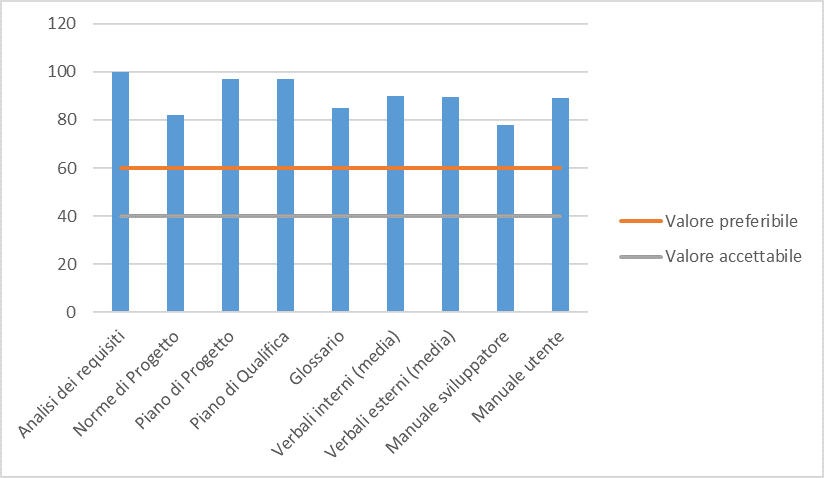 120
100
80
60
40
20
0
Analisi dei requisiti
Norme di Progetto
Piano di Progetto
Piano di Qualifica
Glossario
Verbali interni (media)
Verbali esterni (media)
Manuale sviluppatore
Manuale utente
Valore preferibile
Valore accettabile